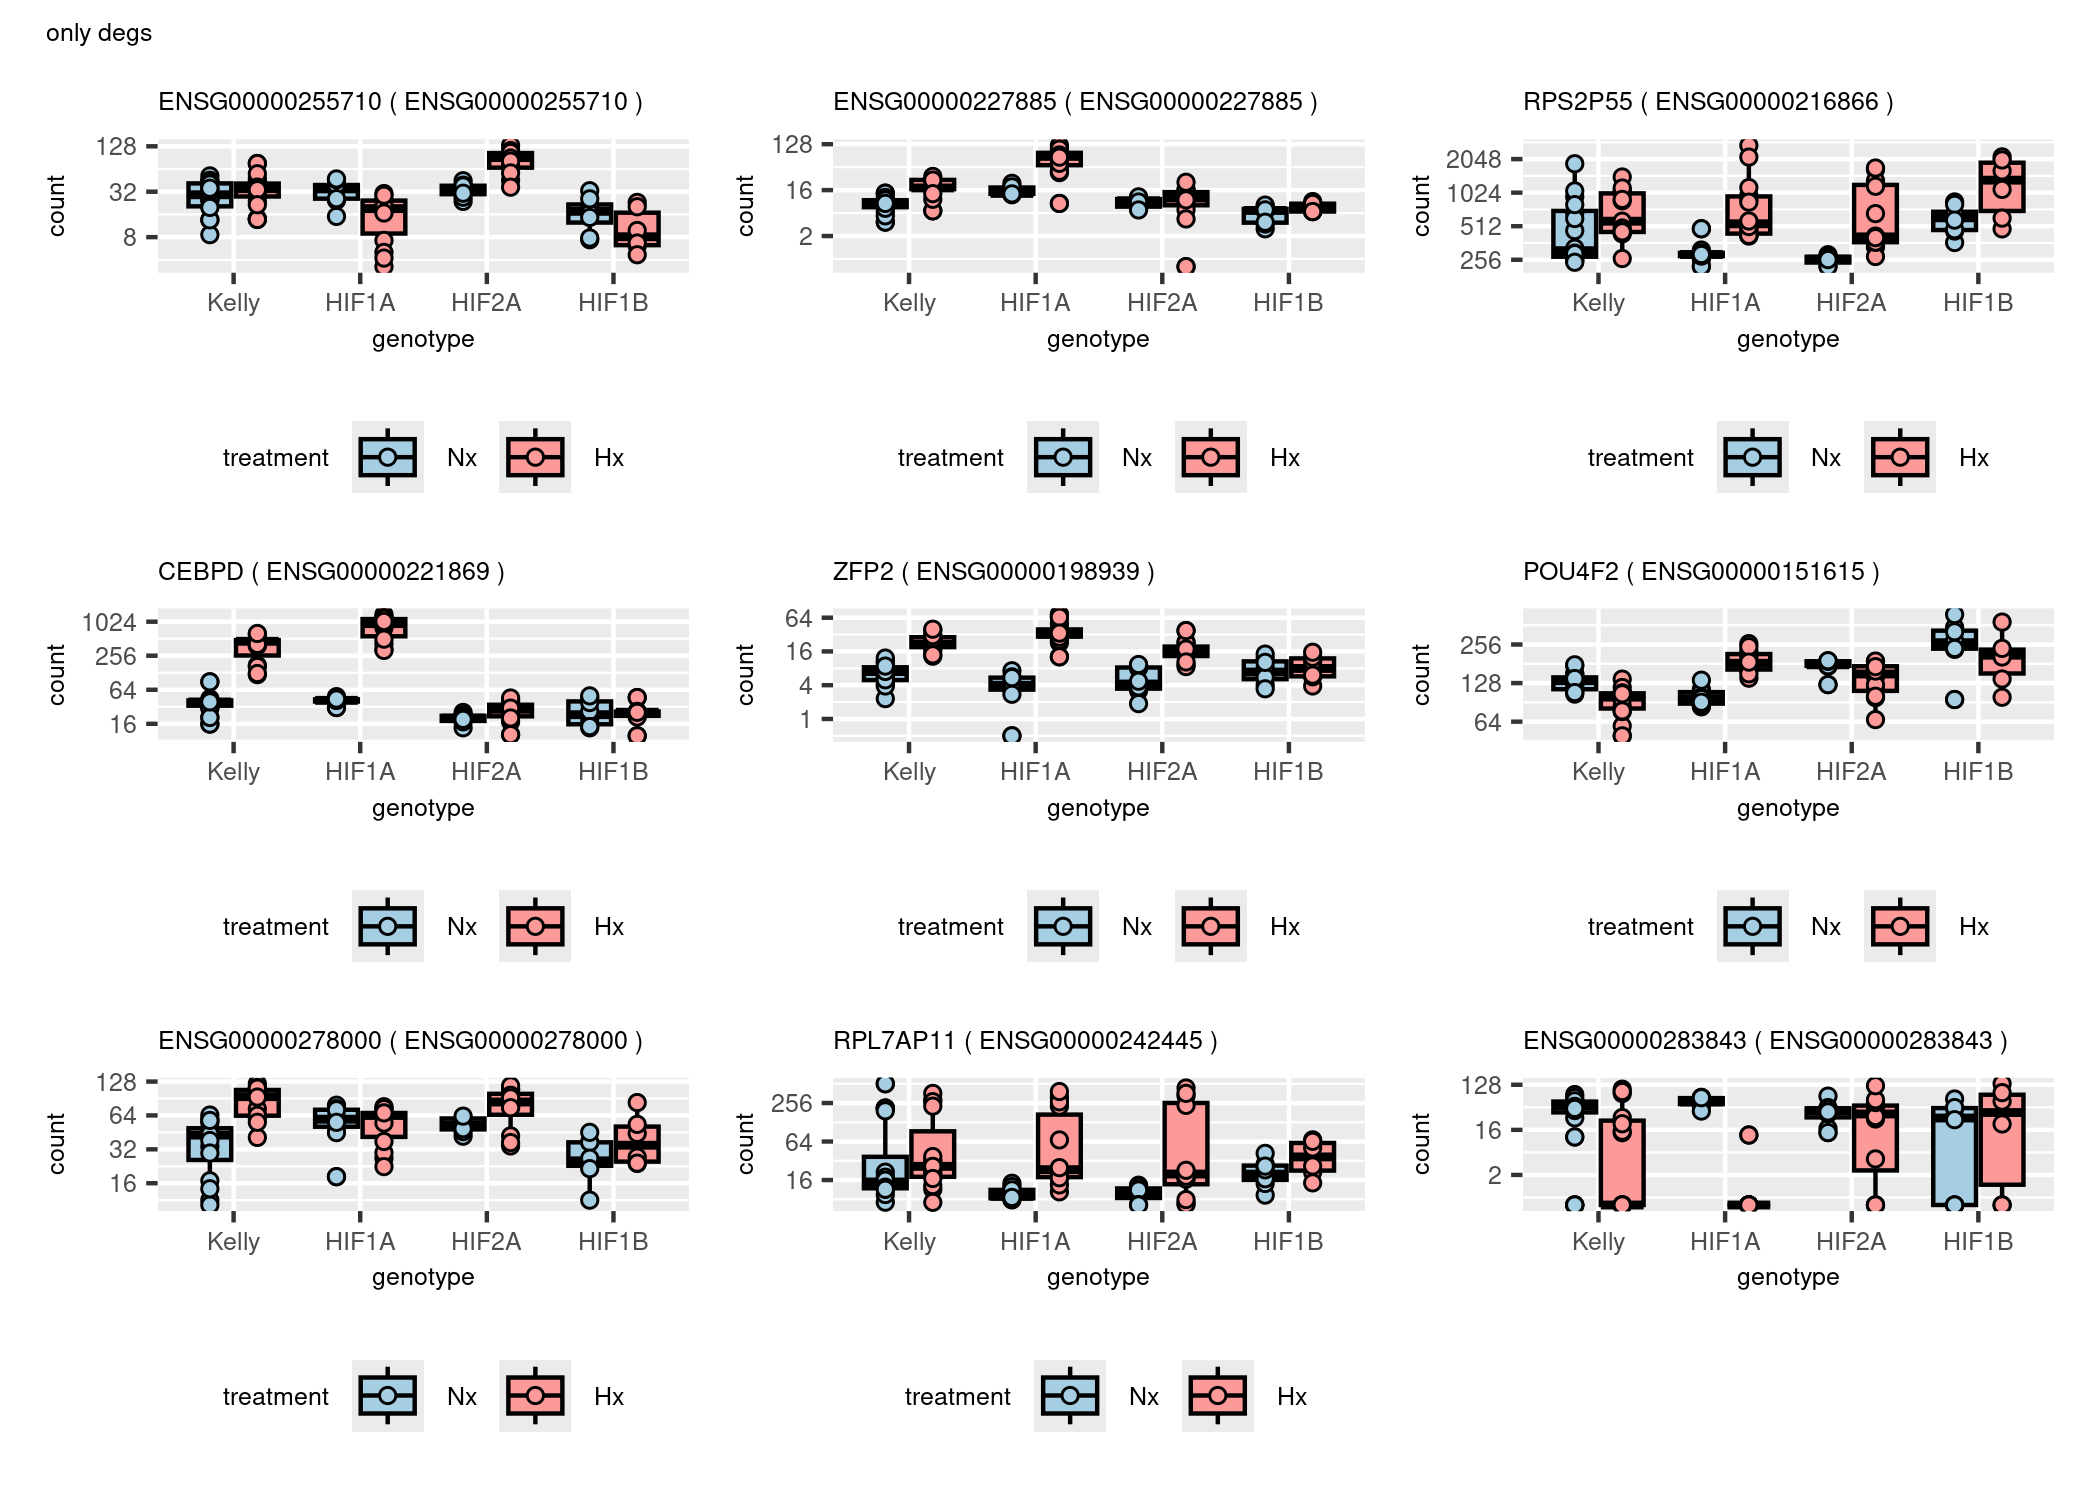 only degs
ENSG00000255710 ( ENSG00000255710 )
128
32
8
count
Kelly HIF1A HIF2A HIF1B
genotype
treatment Nx Hx
ENSG00000227885 ( ENSG00000227885 )
128
16
2
count
Kelly HIF1A HIF2A HIF1B
genotype
treatment Nx Hx
RPS2P55 ( ENSG00000216866 )
2048
1024
512
256
count
Kelly HIF1A HIF2A HIF1B
genotype
treatment Nx Hx
CEBPD ( ENSG00000221869 )
1024
256
64
16
count
Kelly HIF1A HIF2A HIF1B
genotype
treatment Nx Hx
ZFP2 ( ENSG00000198939 )
64
16
4
1
count
Kelly HIF1A HIF2A HIF1B
genotype
treatment Nx Hx
POU4F2 ( ENSG00000151615 )
256
128
64
count
Kelly HIF1A HIF2A HIF1B
genotype
treatment Nx Hx
ENSG00000278000 ( ENSG00000278000 )
128
64
32
16
count
Kelly HIF1A HIF2A HIF1B
genotype
treatment Nx Hx
RPL7AP11 ( ENSG00000242445 )
256
64
16
count
Kelly HIF1A HIF2A HIF1B
genotype
treatment Nx Hx
ENSG00000283843 ( ENSG00000283843 )
128
16
2
count
Kelly HIF1A HIF2A HIF1B
genotype